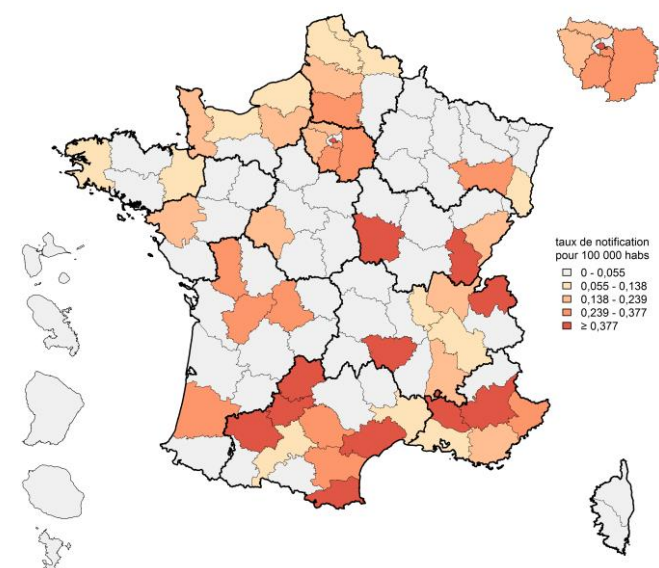 taux de notification
pour 100 000 habs
0 - 0,055
0,055 - 0,138
0,138 - 0,239
0,239 - 0,377
≥ 0,377